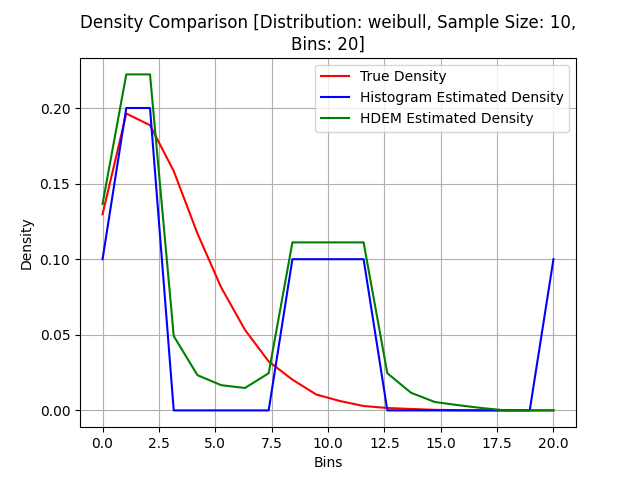 Density Comparison [Distribution: weibull, Sample Size: 10,
Bins: 20]
True Density
Histogram Estimated Density
HDEM Estimated Density
Density
0.20
0.15
0.10
0.05
0.00
0.0 2.5 5.0 7.5 10.0 12.5 15.0 17.5 20.0
Bins